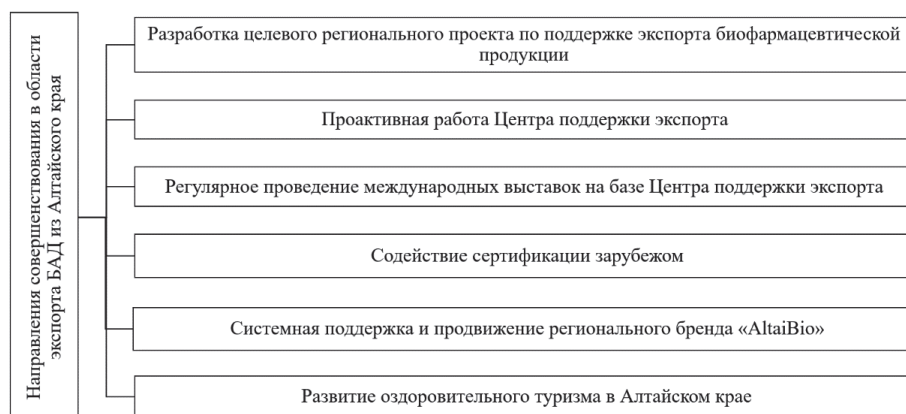 Направления совершенствования в области
экспорта БАД из Алтайского края
Разработка целевого регионального проекта по поддержке экспорта биофармацевтической
продукции
Проактивная работа Центра поддержки экспорта
Регулярное проведение международных выставок на базе Центра поддержки экспорта
Содействие сертификации зарубежом
Системная поддержка и продвижение регионального бренда «AltaiBio»
Развитие оздоровительного туризма в Алтайском крае